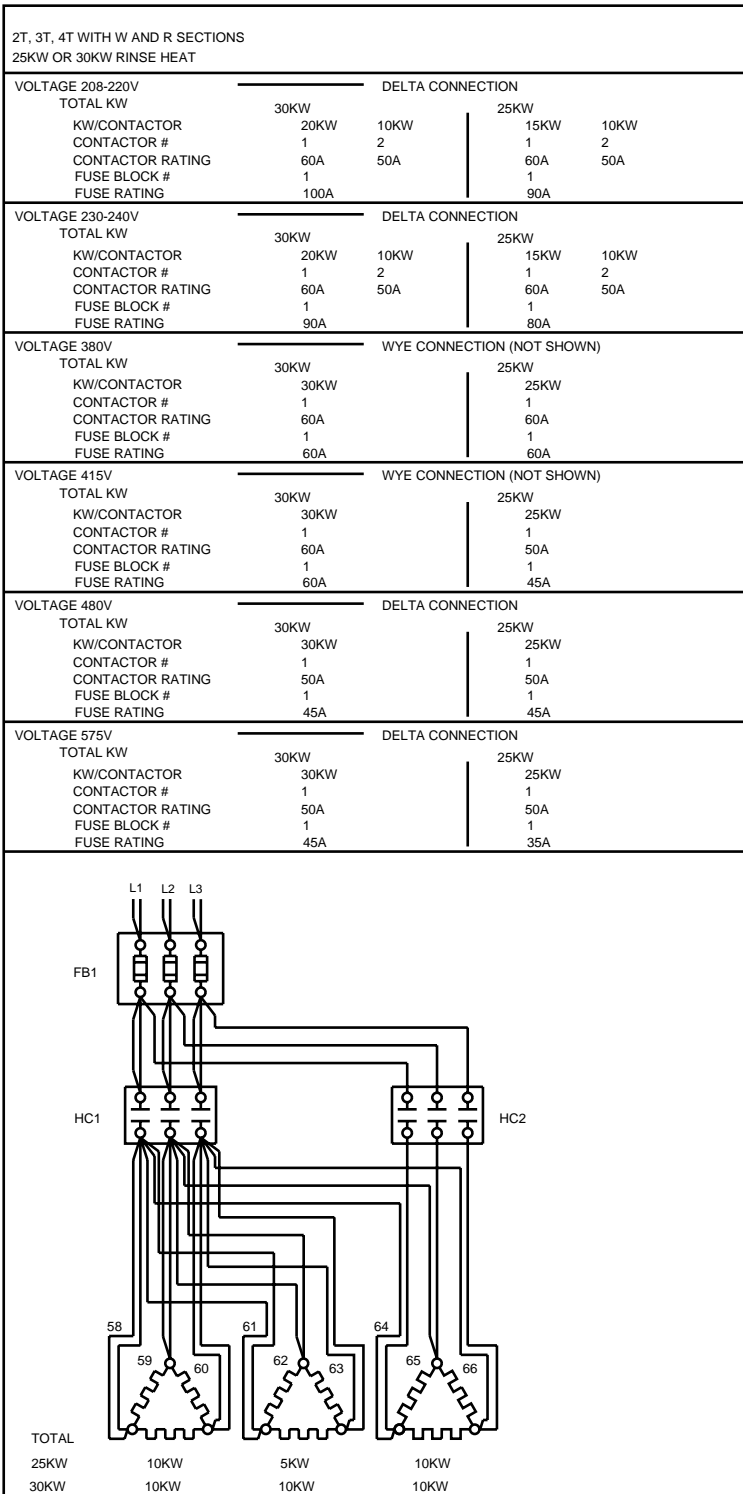 2T, 3T, 4T WITH W AND R SECTIONS
25KW OR 30KW RINSE HEAT
VOLTAGE 208-220V DELTA CONNECTION
TOTAL KW 30KW 25KW
KW/CONTACTOR 20KW 10KW 15KW 10KW
CONTACTOR # 1 2 1 2
CONTACTOR RATING 60A 50A 60A 50A
FUSE BLOCK # 1 1
FUSE RATING 100A 90A
VOLTAGE 230-240V DELTA CONNECTION
TOTAL KW 30KW 25KW
KW/CONTACTOR 20KW 10KW 15KW 10KW
CONTACTOR # 1 2 1 2
CONTACTOR RATING 60A 50A 60A 50A
FUSE BLOCK # 1 1
FUSE RATING 90A 80A
VOLTAGE 380V WYE CONNECTION (NOT SHOWN)
TOTAL KW 30KW 25KW
KW/CONTACTOR 30KW 25KW
CONTACTOR # 1 1
CONTACTOR RATING 60A 60A
FUSE BLOCK # 1 1
FUSE RATING 60A 60A
VOLTAGE 415V WYE CONNECTION (NOT SHOWN)
TOTAL KW 30KW 25KW
KW/CONTACTOR 30KW 25KW
CONTACTOR # 1 1
CONTACTOR RATING 60A 50A
FUSE BLOCK # 1 1
FUSE RATING 60A 45A
VOLTAGE 480V DELTA CONNECTION
TOTAL KW 30KW 25KW
KW/CONTACTOR 30KW 25KW
CONTACTOR # 1 1
CONTACTOR RATING 50A 50A
FUSE BLOCK # 1 1
FUSE RATING 45A 45A
VOLTAGE 575V DELTA CONNECTION
TOTAL KW 30KW 25KW
KW/CONTACTOR 30KW 25KW
CONTACTOR # 1 1
CONTACTOR RATING 50A 50A
FUSE BLOCK # 1 1
FUSE RATING 45A 35A
L1 L2 L3
FB1
HC1 HC2
58 61 64
59 60 62 63 65 66
TOTAL
25KW 10KW 5KW 10KW
30KW 10KW 10KW 10KW